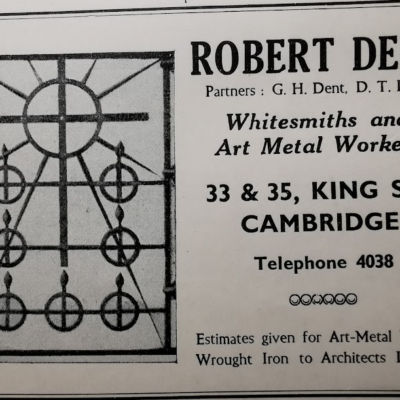 ROBERT DE
Partners : G. H. Dent, D. T.
Whitesmiths and
Art Metal Worke
33 & 35, KING S
CAMBRIDGE
Telephone 4038
Estimates given for Art-Metal
Wrought Iron to Architects